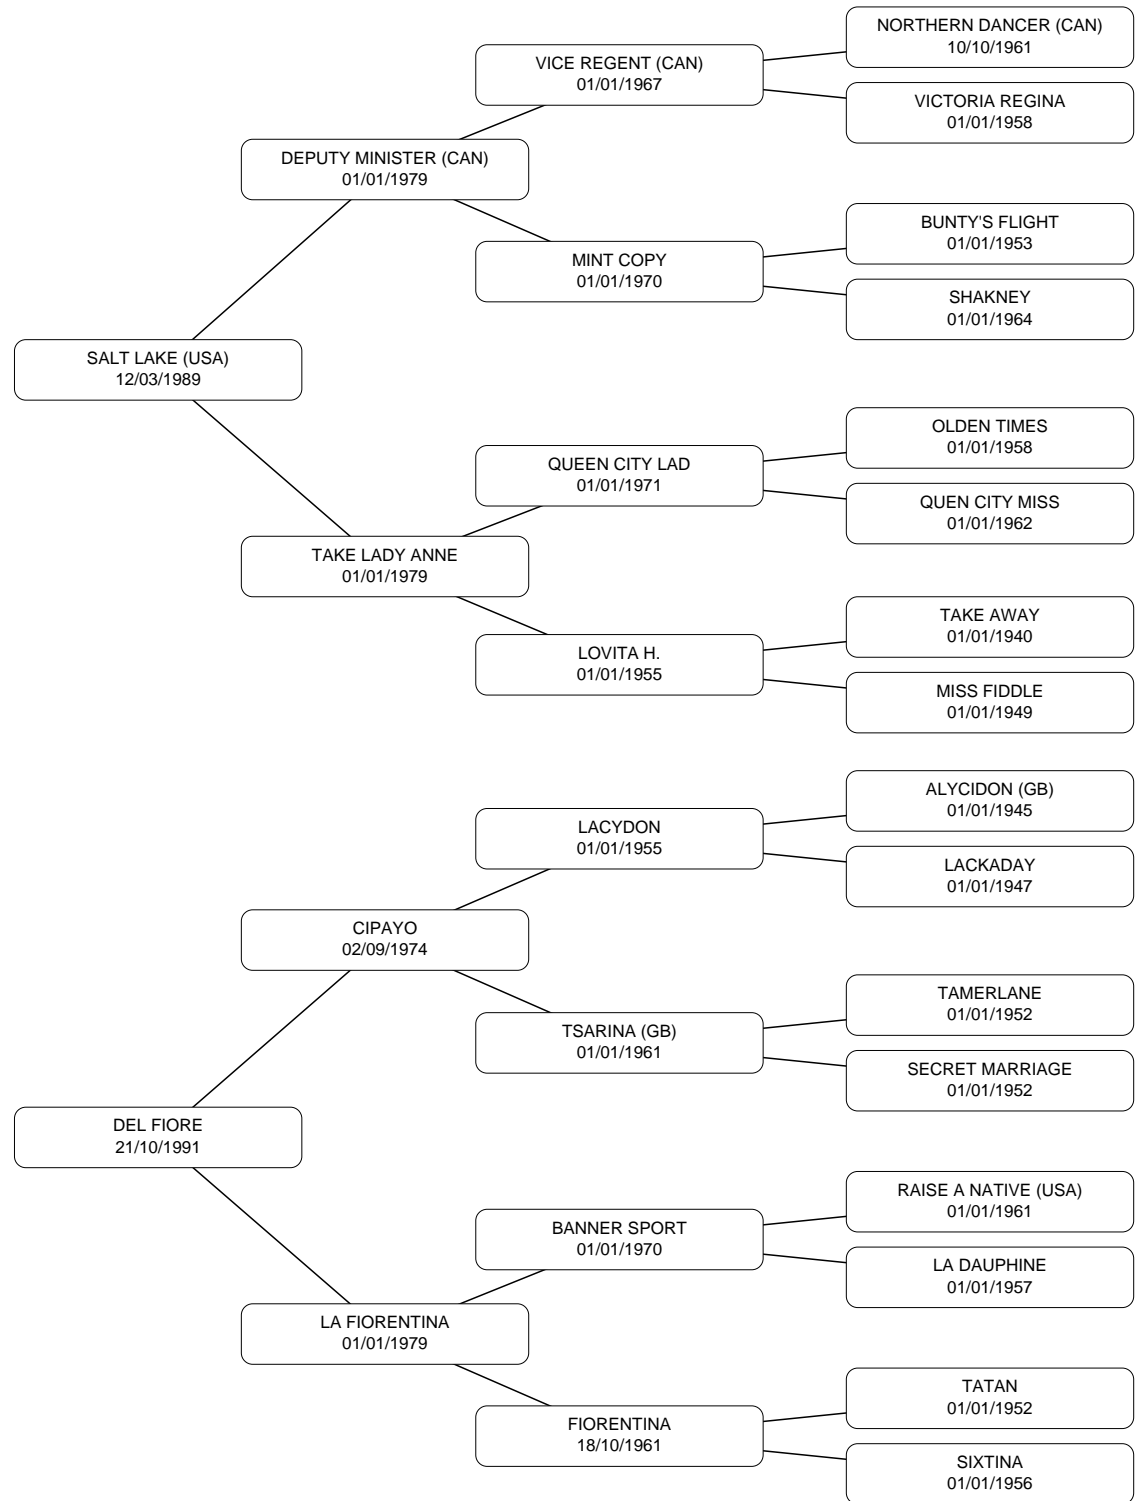 NORTHERN DANCER (CAN)
10/10/1961
VICE REGENT (CAN)
01/01/1967
VICTORIA REGINA
01/01/1958
DEPUTY MINISTER (CAN)
01/01/1979
BUNTY'S FLIGHT
01/01/1953
MINT COPY
01/01/1970
SHAKNEY
01/01/1964
SALT LAKE (USA)
12/03/1989
OLDEN TIMES
01/01/1958
QUEEN CITY LAD
01/01/1971
QUEN CITY MISS
01/01/1962
TAKE LADY ANNE
01/01/1979
TAKE AWAY
01/01/1940
LOVITA H.
01/01/1955
MISS FIDDLE
01/01/1949
ALYCIDON (GB)
01/01/1945
LACYDON
01/01/1955
LACKADAY
01/01/1947
CIPAYO
02/09/1974
TAMERLANE
01/01/1952
TSARINA (GB)
01/01/1961
SECRET MARRIAGE
01/01/1952
DEL FIORE
21/10/1991
RAISE A NATIVE (USA)
01/01/1961
BANNER SPORT
01/01/1970
LA DAUPHINE
01/01/1957
LA FIORENTINA
01/01/1979
TATAN
01/01/1952
FIORENTINA
18/10/1961
SIXTINA
01/01/1956